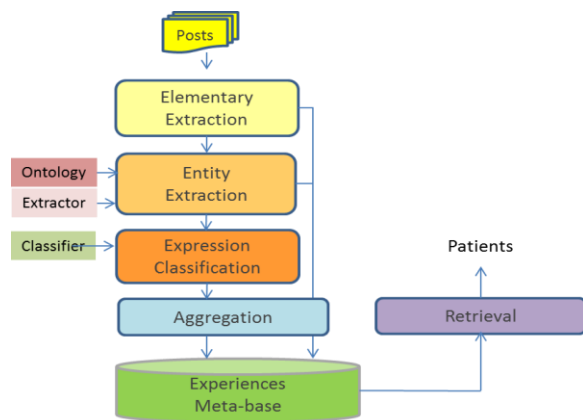 Posts
Elementary
Extraction
Ontology
Entity
Extraction
Extractor
Classifier
Expression
Classification
Patients
Aggregation
Retrieval
Experiences
Meta-base